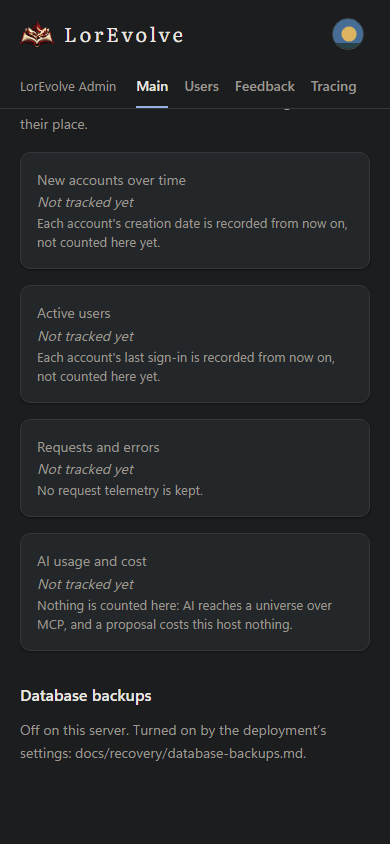 LorEvolve
LorEvolve Admin Main Users Feedback Tracing
their place.
New accounts over time
Not tracked yet
Each account's creation date is recorded from now on,
not counted here yet.
Active users
Not tracked yet
Each account's last sign-in is recorded from now on,
not counted here yet.
Requests and errors
Not tracked yet
No request telemetry is kept.
AI usage and cost
Not tracked yet
Nothing is counted here: AI reaches a universe over
MCP, and a proposal costs this host nothing.
Database backups
Off on this server. Turned on by the deployment's
settings: docs/recovery/database-backups.md.